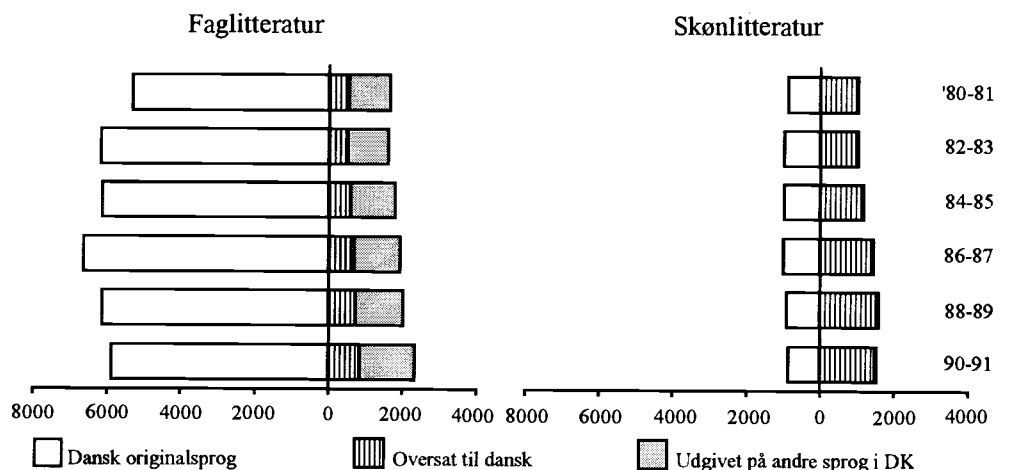 Faglitteratur
Skønlitteratur
'80-81
82-83
84-85
86-87
88-89
90-91
8000 6000 4000 2000 0 2000 4000
8000 6000 4000 2000 0 2000 4000
Dansk originalsprog
Oversat til dansk
Udgivet på andre sprog i DK